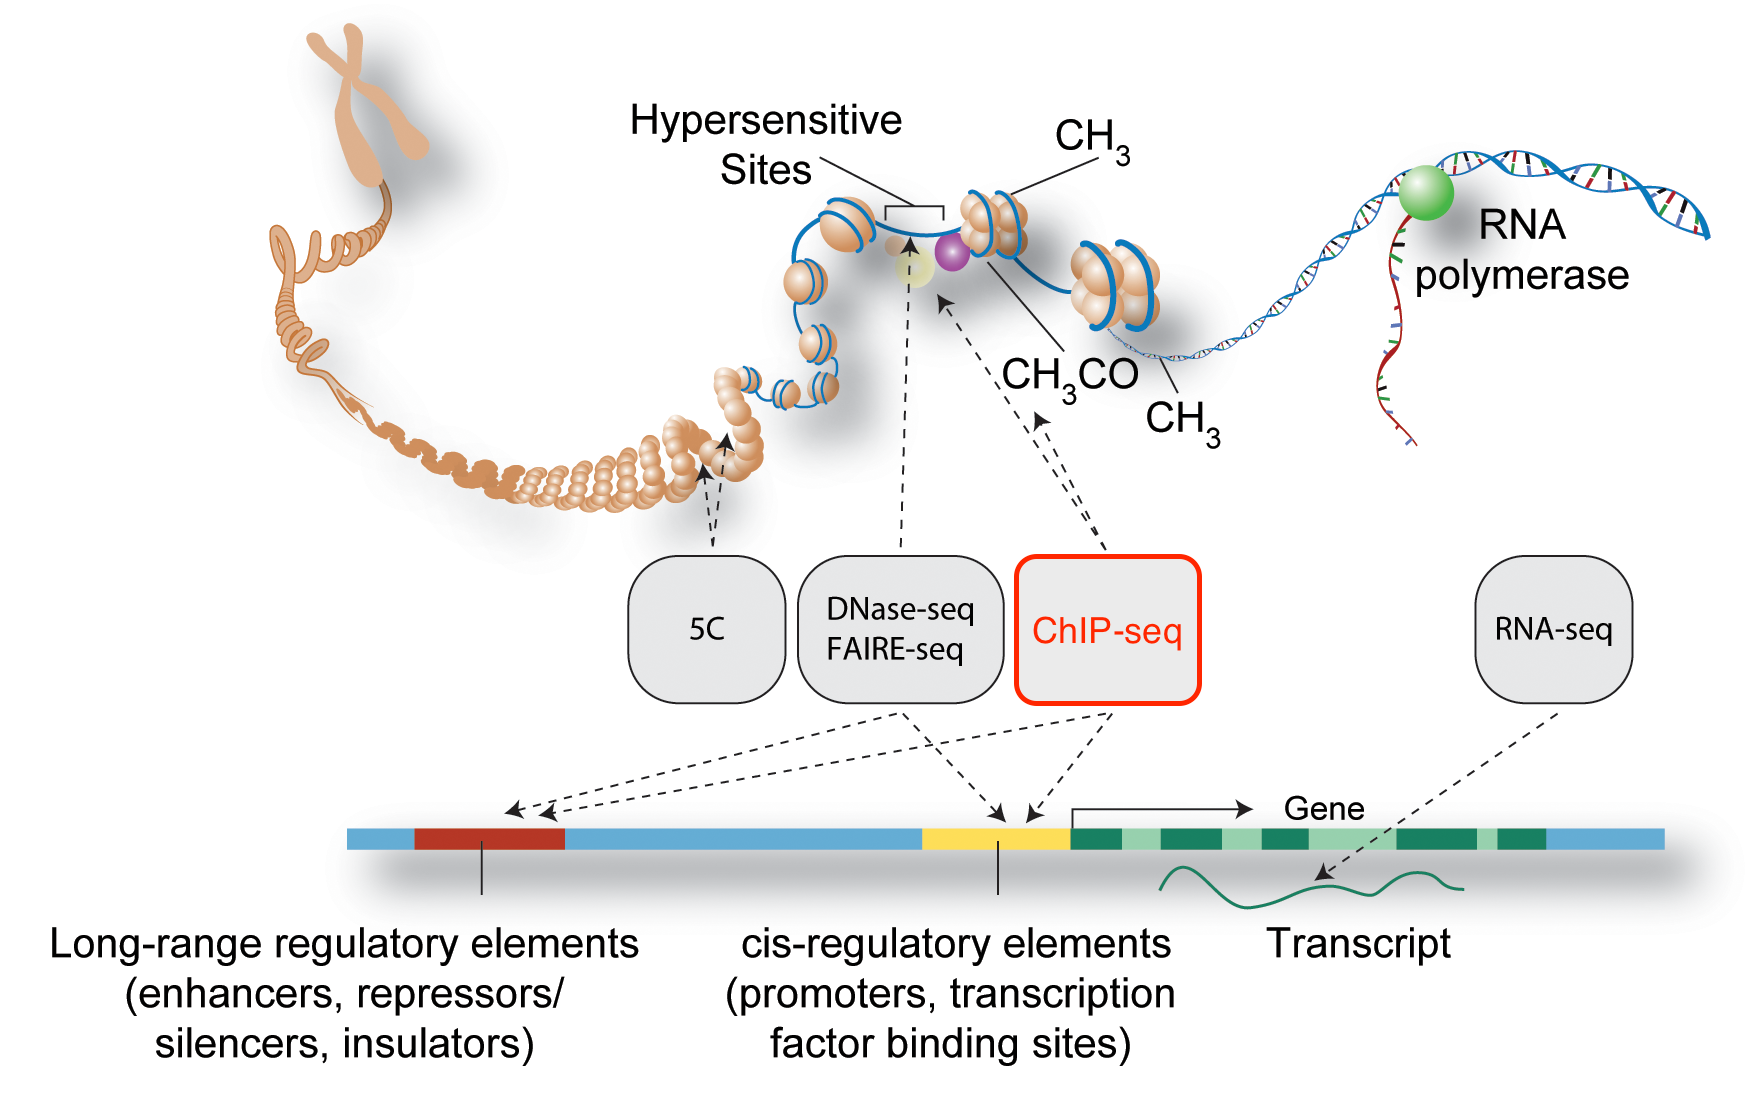 Hypersensitive
Sites
CH3
RNA
polymerase
CH3CO
CH3
5C
DNase-seq
FAIRE-seq
ChIP-seq
RNA-seq
Gene
Long-range regulatory elements
(enhancers, repressors/
silencers, insulators)
cis-regulatory elements
(promoters, transcription
factor binding sites)
Transcript